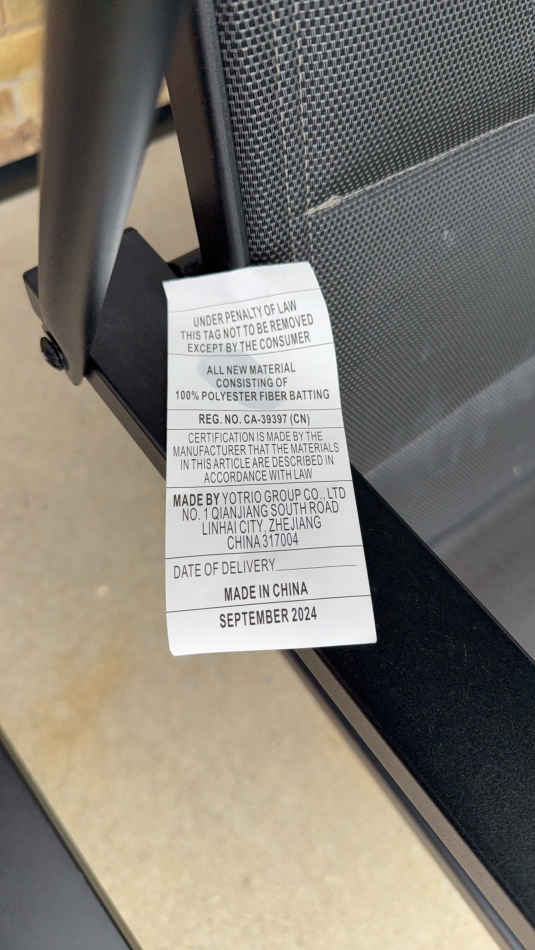 UNDER PENALTY OF LAW
THIS TAG NOT TO BE REMOVED
EXCEPT BY THE CONSUMER
ALL NEW MATERIAL
CONSISTING OF
100% POLYESTER FIBER BATTING
REG. NO. CA-39397 (CN)
CERTIFICATION IS MADE BY THE
MANUFACTURER THAT THE MATERIALS
IN THIS ARTICLE ARE DESCRIBED IN
ACCORDANCE WITH LAW
MADE BY YOTRIO GROUP CO., LTD
NO. 1 QIANJIANG SOUTH ROAD
LINHAI CITY, ZHEJIANG
CHINA 317004
DATE OF DELIVERY
MADE IN CHINA
SEPTEMBER 2024